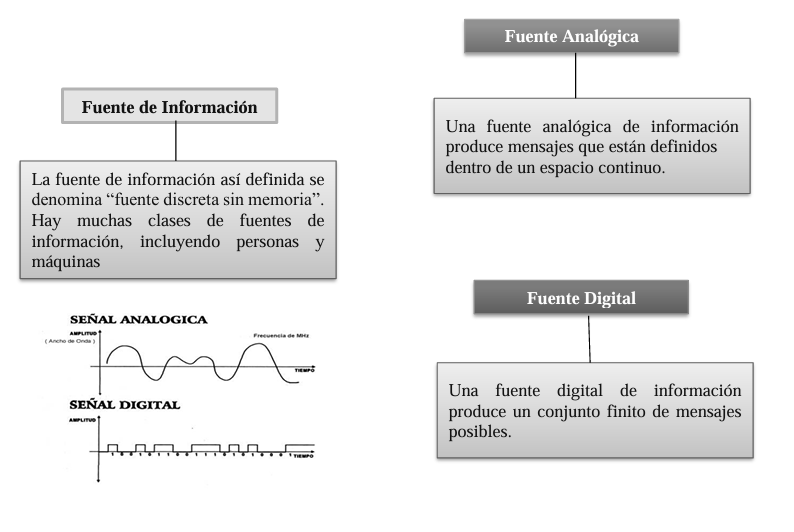 Fuente Analógica
Una fuente analógica de información
produce mensajes que están definidos
dentro de un espacio continuo.
Fuente de Información
La fuente de información así definida se
denomina “fuente discreta sin memoria”.
Hay muchas clases de fuentes de
información, incluyendo personas y
máquinas
Fuente Digital
Una fuente digital de información
produce un conjunto finito de mensajes
posibles.
SEÑAL ANALOGICA
AMPLITUD
( Ancho de Onda )
Frecuencia de MHz
TIEMPO
SEÑAL DIGITAL
AMPLITUD
TIEMPO